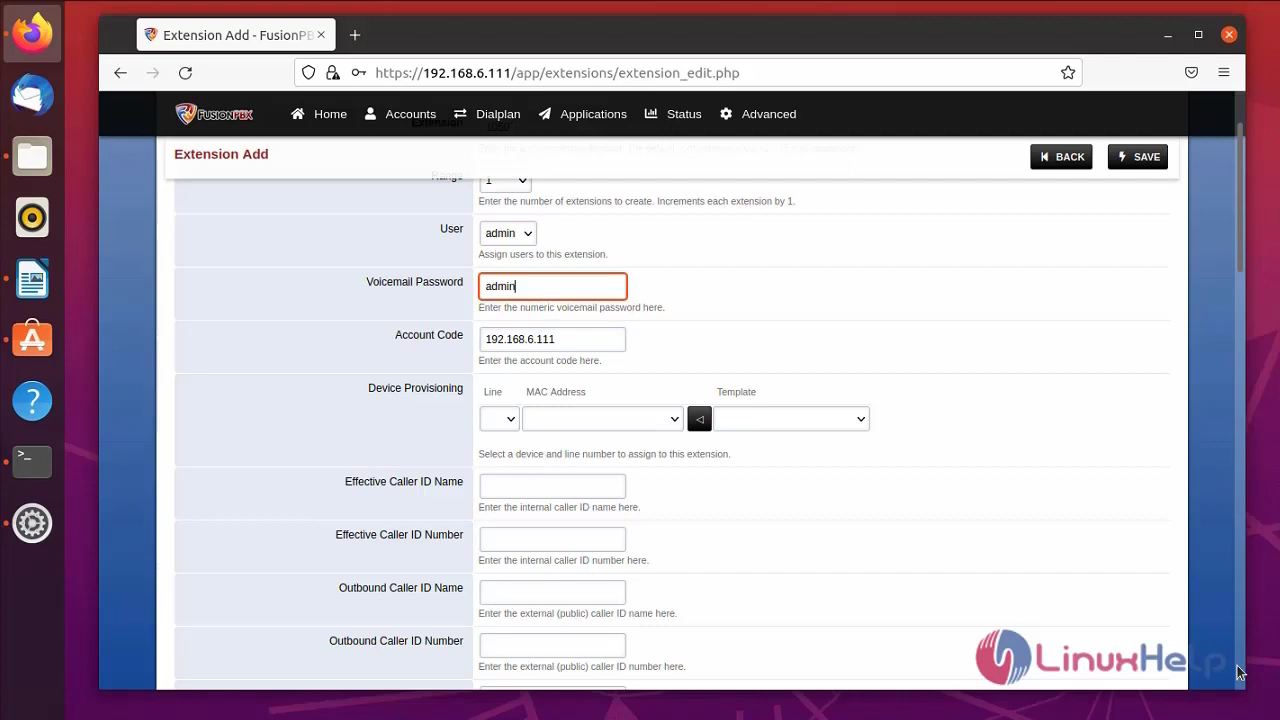 Extension Add - FusionPB
https://192.168.6.111/app/extensions/extension_edit.php
FUSIONPBX Home Accounts Dialplan Applications Status Advanced
Extension
Extension Add
BACK SAVE
Range
1
Enter the number of extensions to create. Increments each extension by 1.
User
admin
Assign users to this extension.
Voicemail Password
admin
Enter the numeric voicemail password here.
Account Code
192.168.6.111
Enter the account code here.
Device Provisioning
Line MAC Address Template
Select a device and line number to assign to this extension.
Effective Caller ID Name
Enter the internal caller ID name here.
Effective Caller ID Number
Enter the internal caller ID number here.
Outbound Caller ID Name
Enter the external (public) caller ID name here.
Outbound Caller ID Number
Enter the external (public) caller ID number here.
LinuxHelp